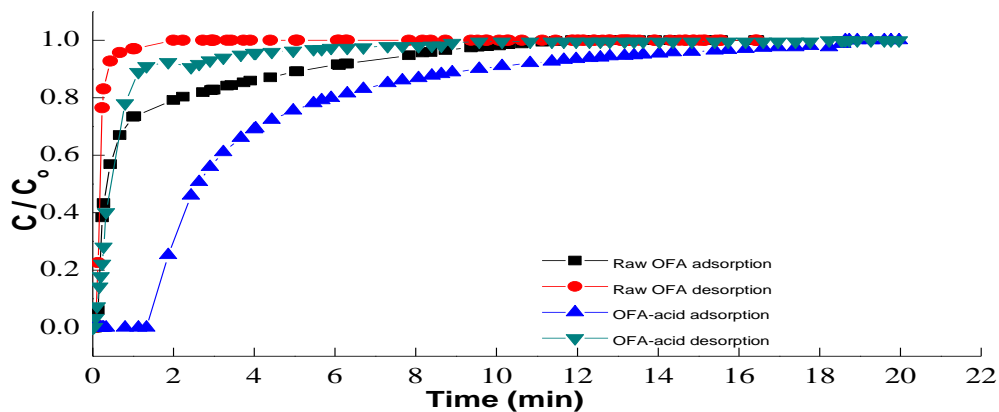 1.0
0.8
0.6
0.4
0.2
0.0
C / C₀
0 2 4 6 8 10 12 14 16 18 20 22
Time (min)
Raw OFA adsorption
Raw OFA desorption
OFA-acid adsorption
OFA-acid desorption